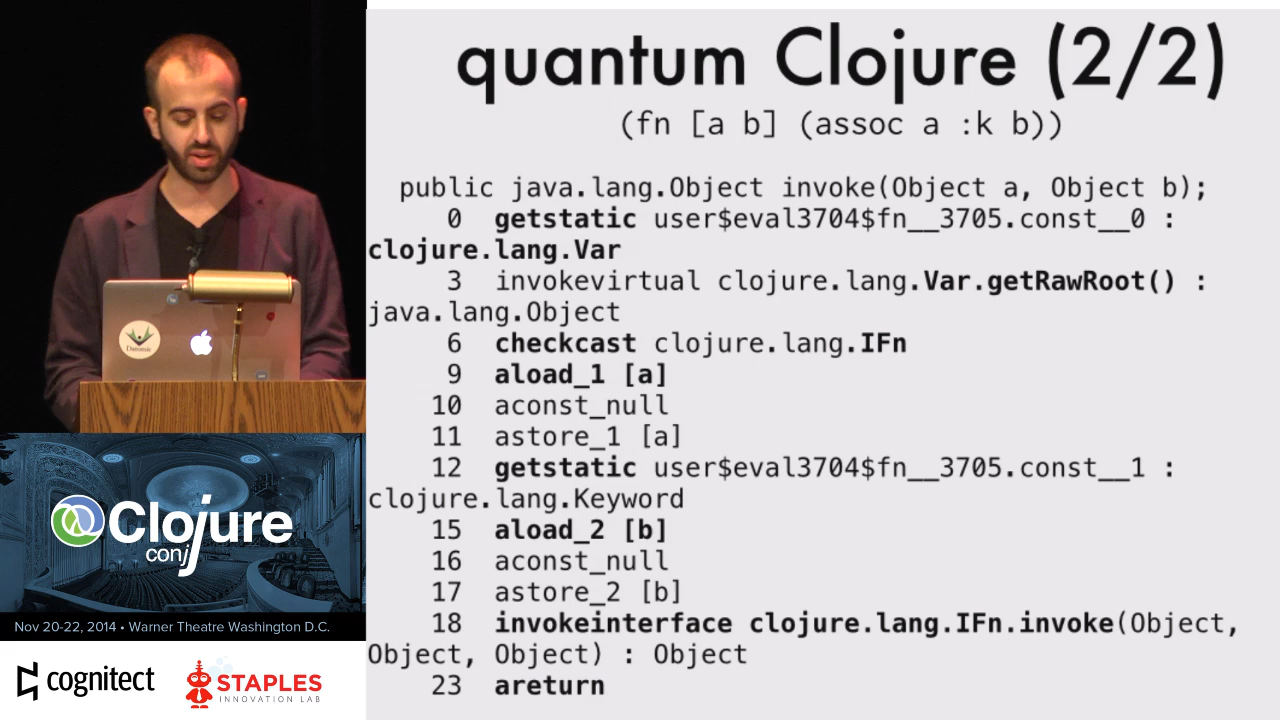 quantum Clojure (2/2)
(fn [a b] (assoc a :k b))
public java.lang.Object invoke(Object a, Object b);
0 getstatic user$eval3704$fn__3705.const__0 :
clojure.lang.Var
3 invokevirtual clojure.lang.Var.getRawRoot() :
java.lang.Object
6 checkcast clojure.lang.IFn
9 aload_1 [a]
10 aconst_null
11 astore_1 [a]
12 getstatic user$eval3704$fn__3705.const__1 :
clojure.lang.Keyword
15 aload_2 [b]
16 aconst_null
17 astore_2 [b]
18 invokeinterface clojure.lang.IFn.invoke(Object,
Object, Object) : Object
23 areturn
Datomic
Clojure
conj
Nov 20-22, 2014 • Warner Theatre Washington D.C.
cognitect
STAPLES
INNOVATION LAB